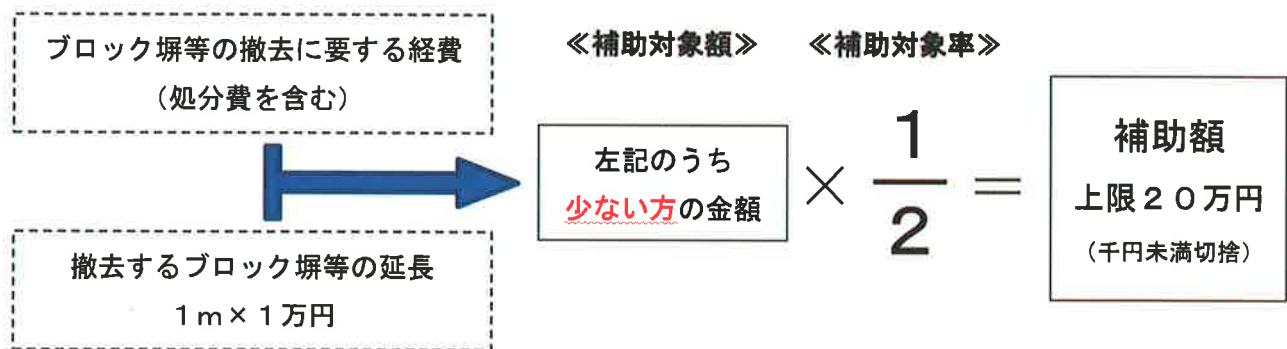 ブロック塀等の撤去に要する経費
(処分費を含む)
撤去するブロック塀等の延長
1m×1万円
≪補助対象額≫
左記のうち
少ない方の金額
×
≪補助対象率≫
1
2
=
補助額
上限20万円
(千円未満切捨)